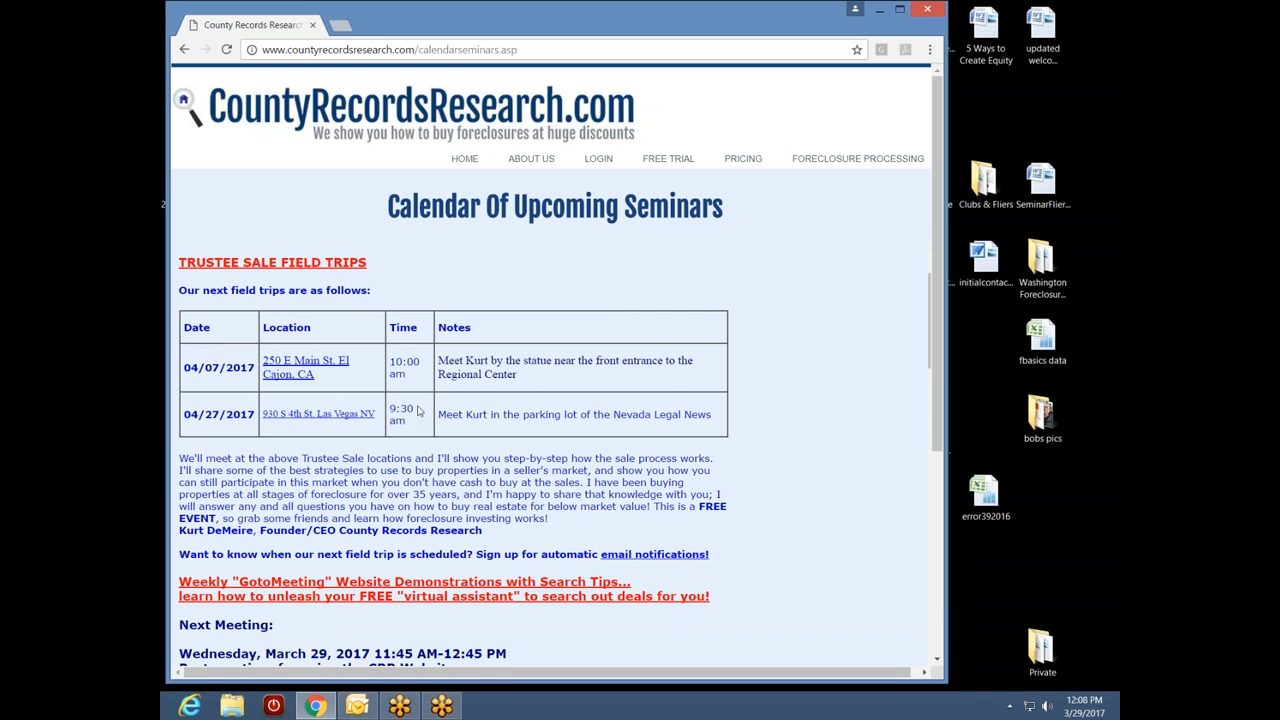 County Records Researc
www.countyrecordsresearch.com/calendarseminars.asp
CountyRecordsResearch.com
We show you how to buy foreclosures at huge discounts
HOME ABOUT US LOGIN FREE TRIAL PRICING FORECLOSURE PROCESSING
Calendar Of Upcoming Seminars
TRUSTEE SALE FIELD TRIPS
Our next field trips are as follows:
Date Location Time Notes
04/07/2017 250 E Main St. El Cajon, CA 10:00 am Meet Kurt by the statue near the front entrance to the Regional Center
04/27/2017 930 S 4th St. Las Vegas NV 9:30 am Meet Kurt in the parking lot of the Nevada Legal News
We'll meet at the above Trustee Sale locations and I'll show you step-by-step how the sale process works.
I'll share some of the best strategies to use to buy properties in a seller's market, and show you how you
can still participate in this market when you don't have cash to buy at the sales. I have been buying
properties at all stages of foreclosure for over 35 years, and I'm happy to share that knowledge with you; I
will answer any and all questions you have on how to buy real estate for below market value! This is a FREE
EVENT, so grab some friends and learn how foreclosure investing works!
Kurt DeMeire, Founder/CEO County Records Research
Want to know when our next field trip is scheduled? Sign up for automatic email notifications!
Weekly "GotoMeeting" Website Demonstrations with Search Tips...
learn how to unleash your FREE "virtual assistant" to search out deals for you!
Next Meeting:
Wednesday, March 29, 2017 11:45 AM-12:45 PM
5 Ways to
Create Equity
updated
welco...
Clubs & Fliers
SeminarFlier...
initialcontac...
Washington
Foreclosur...
fbasics data
bobs pics
error392016
Private
12:08 PM
3/29/2017